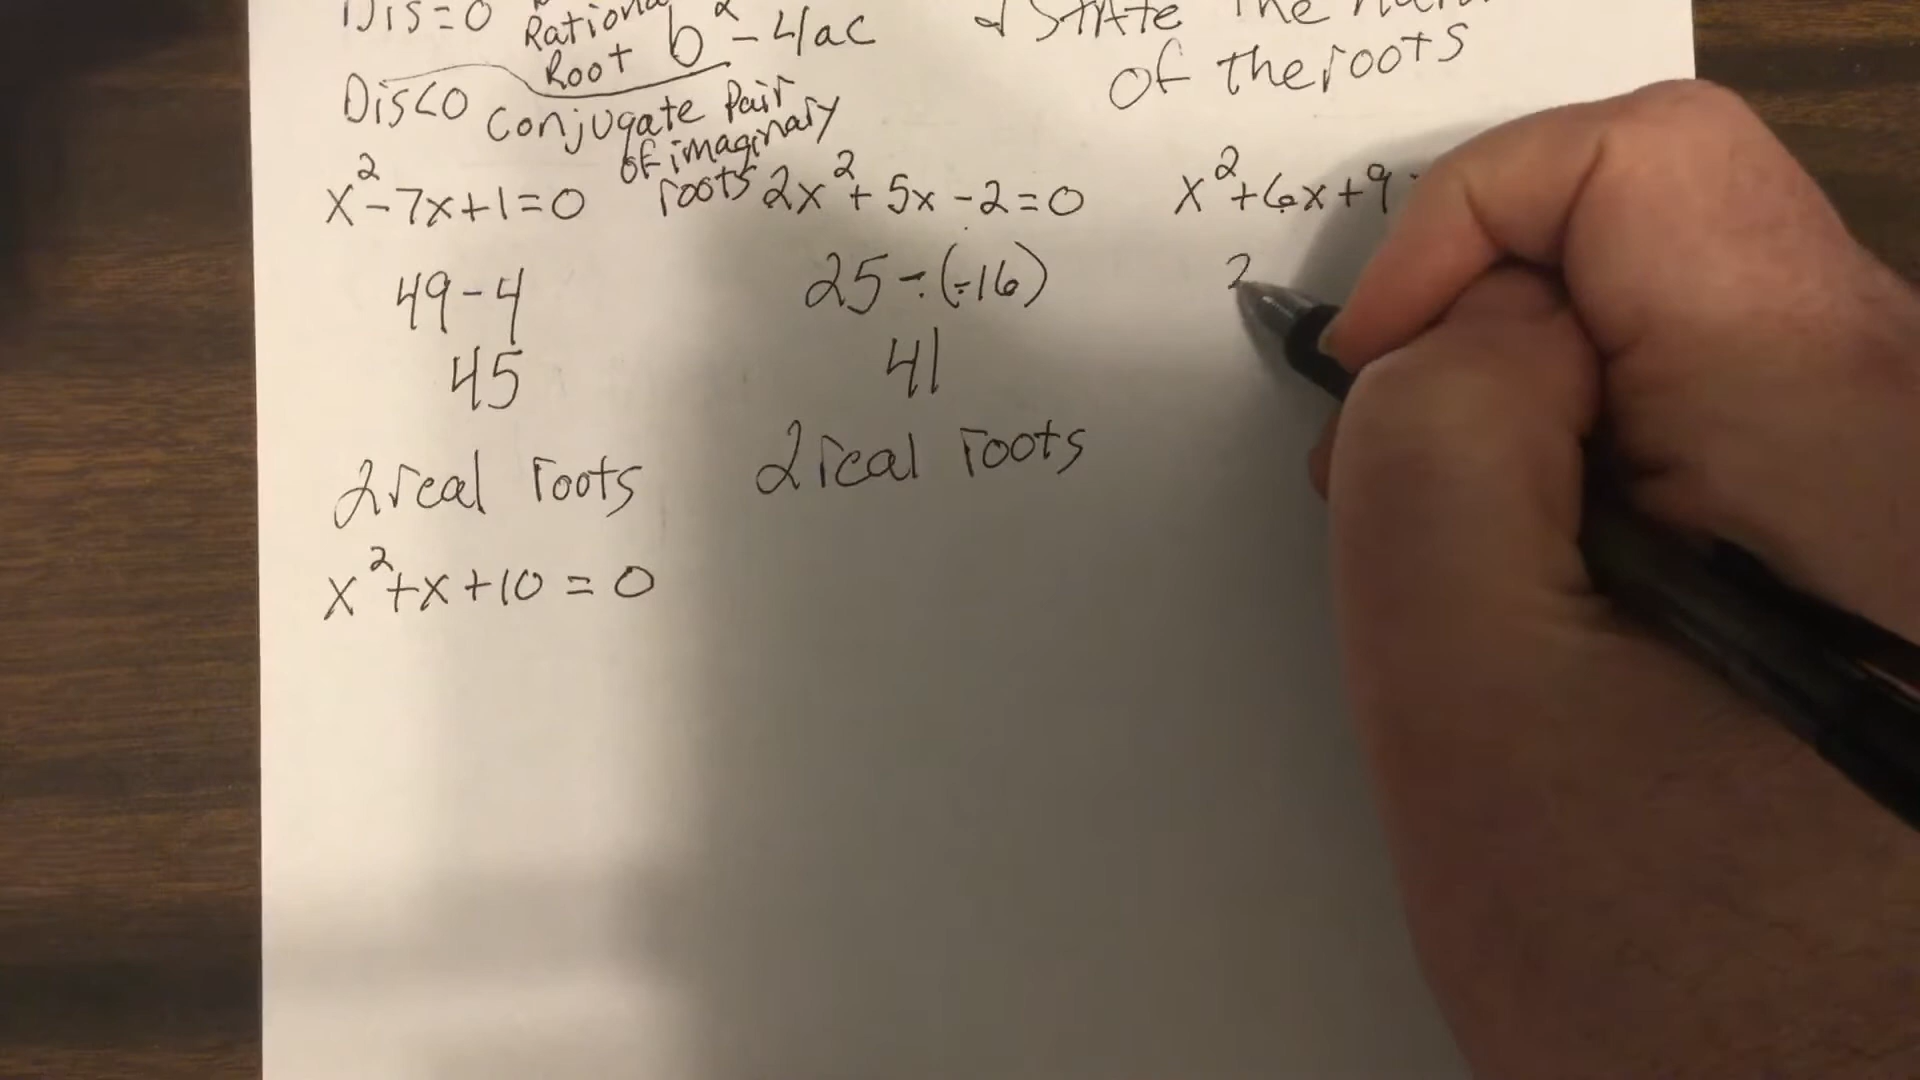 Dis=0 Rational b² - 4ac & State the
Root of the roots
Dis<0 Conjugate Pair
of imaginary
roots
x² - 7x + 1 = 0 2x² + 5x - 2 = 0 x² + 6x + 9
49 - 4 25 - (-16) 3
45 41
2 real roots 2 real roots
x² + x + 10 = 0